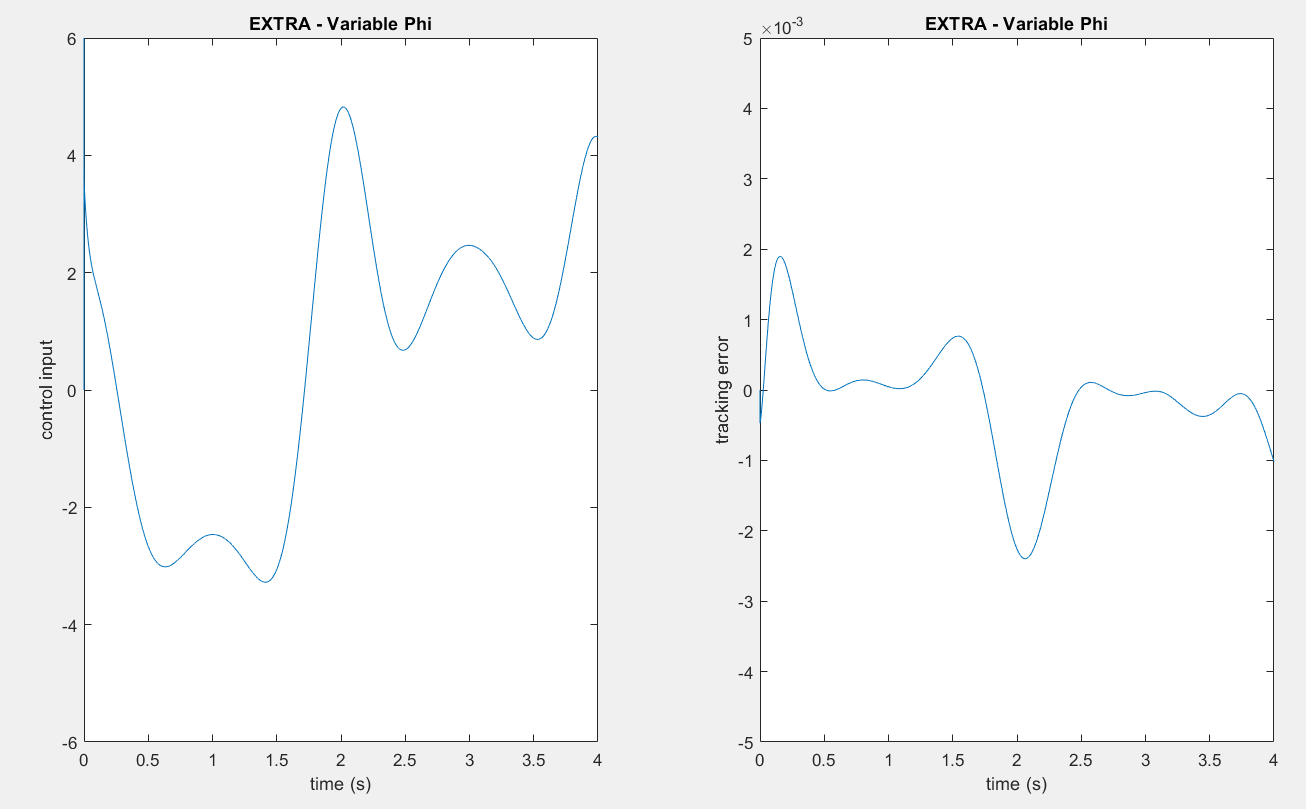 EXTRA - Variable Phi
6
4
2
0
-2
-4
-6
control input
0 0.5 1 1.5 2 2.5 3 3.5 4
time (s)
EXTRA - Variable Phi
×10-3
5
4
3
2
1
0
-1
-2
-3
-4
-5
tracking error
0 0.5 1 1.5 2 2.5 3 3.5 4
time (s)